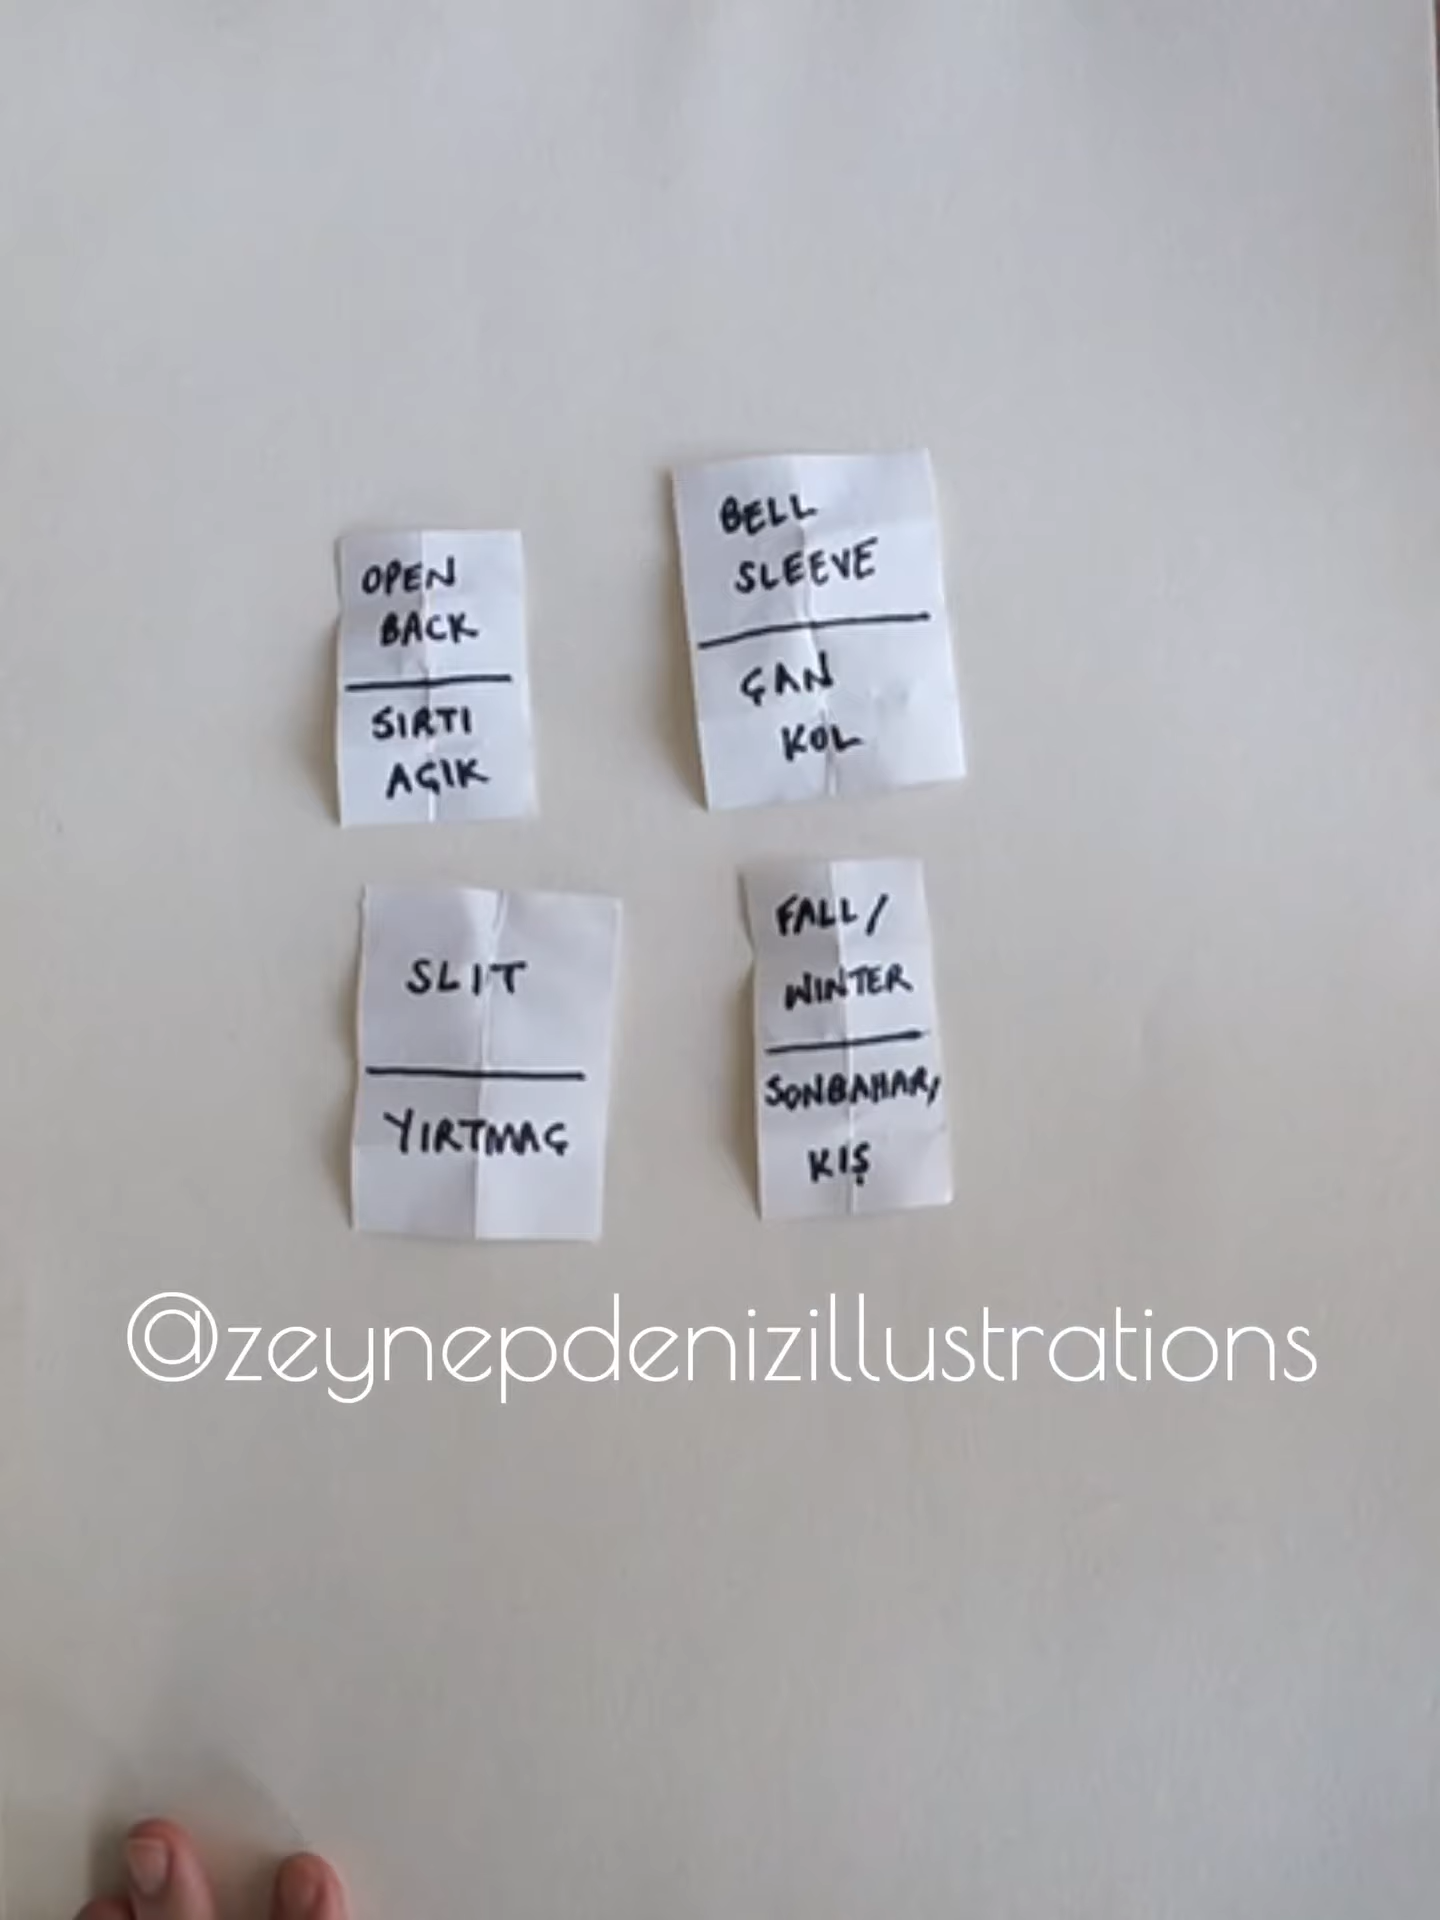 OPEN
BACK
SIRTI
AÇIK
BELL
SLEEVE
ÇAN
KOL
SLIT
YIRTMAÇ
FALL/
WINTER
SONBAHAR/
KIŞ
@zeynepdenizillustrations